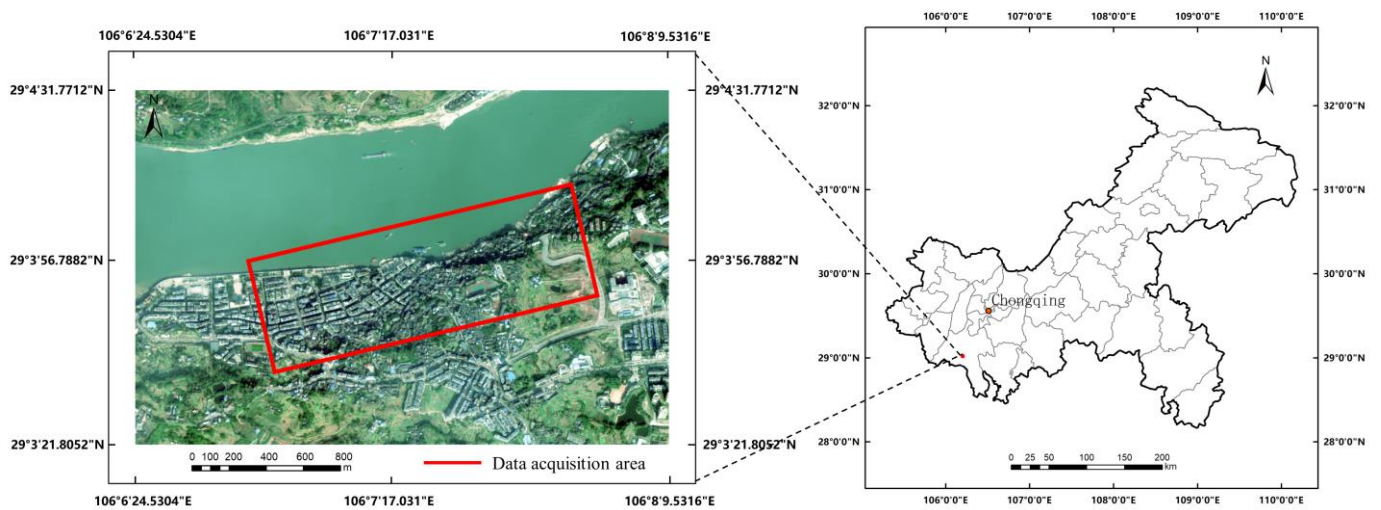 106°6'24.5304"E 106°7'17.031"E 106°8'9.5316"E
29°4'31.7712"N 29°4'31.7712"N
N
29°3'56.7882"N 29°3'56.7882"N
29°3'21.8052"N 29°3'21.8052"N
0 100 200 400 600 800
m
Data acquisition area
106°6'24.5304"E 106°7'17.031"E 106°8'9.5316"E
106°0'0"E 107°0'0"E 108°0'0"E 109°0'0"E 110°0'0"E
N
32°0'0"N 32°0'0"N
31°0'0"N 31°0'0"N
30°0'0"N 30°0'0"N
Chongqing
29°0'0"N 29°0'0"N
28°0'0"N 28°0'0"N
0 25 50 100 150 200
km
106°0'0"E 107°0'0"E 108°0'0"E 109°0'0"E 110°0'0"E